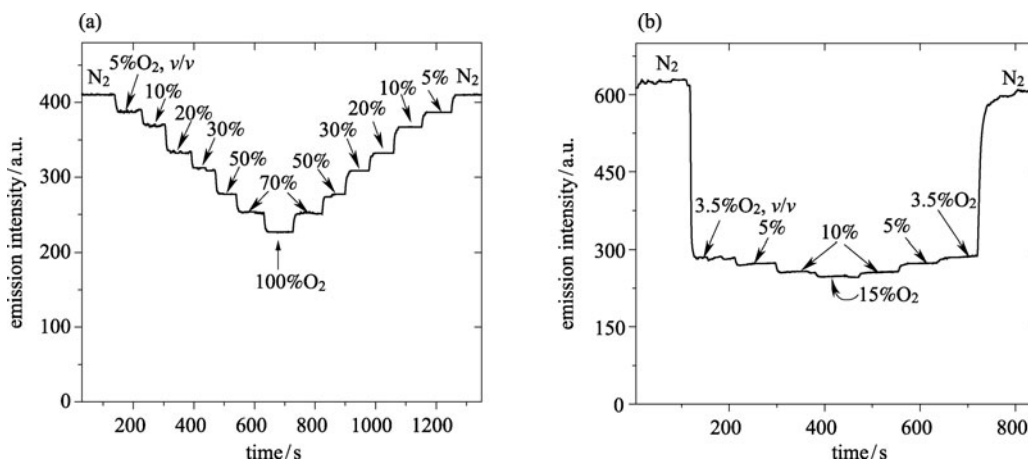 (a)
N2
5%O2, v/v
10%
20%
30%
50%
70%
100%O2
50%
30%
20%
10%
5%
N2
emission intensity/a.u.
400
300
200
100
0
200 400 600 800 1000 1200
time/s
(b)
N2
3.5%O2, v/v
5%
10%
15%O2
5%
3.5%O2
N2
emission intensity/a.u.
600
450
300
150
0
200 400 600 800
time/s